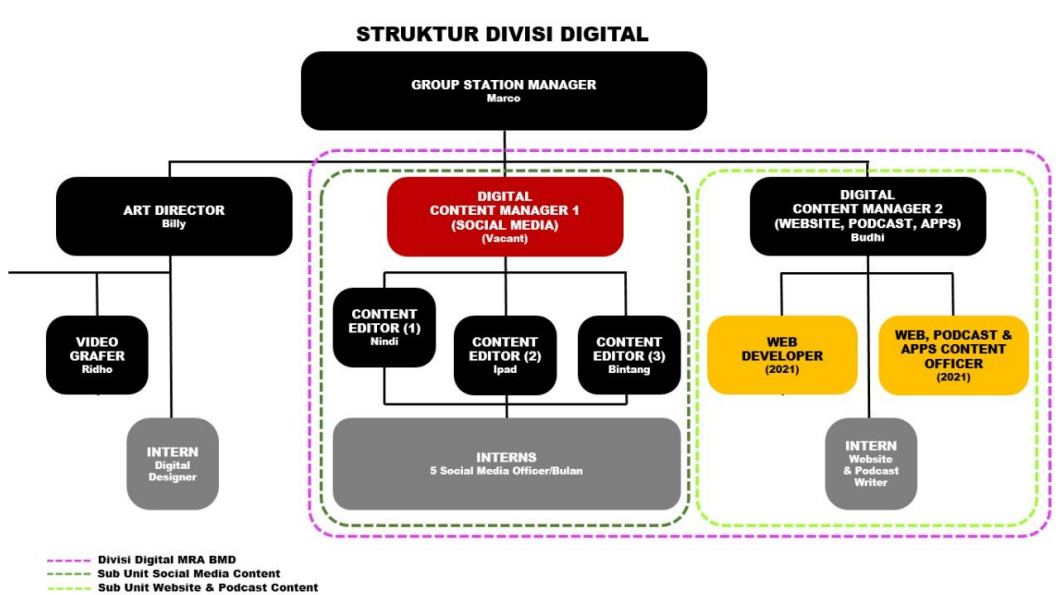 STRUKTUR DIVISI DIGITAL
GROUP STATION MANAGER
Marco
ART DIRECTOR
Billy
DIGITAL
CONTENT MANAGER 1
(SOCIAL MEDIA)
(Vacant)
DIGITAL
CONTENT MANAGER 2
(WEBSITE, PODCAST, APPS)
Budhi
VIDEO
GRAFER
Ridho
CONTENT
EDITOR (1)
Nindi
CONTENT
EDITOR (2)
Ipad
CONTENT
EDITOR (3)
Bintang
WEB
DEVELOPER
(2021)
WEB, PODCAST &
APPS CONTENT
OFFICER
(2021)
INTERN
Digital
Designer
INTERNS
5 Social Media Officer/Bulan
INTERN
Website
& Podcast
Writer
Divisi Digital MRA BMD
Sub Unit Social Media Content
Sub Unit Website & Podcast Content